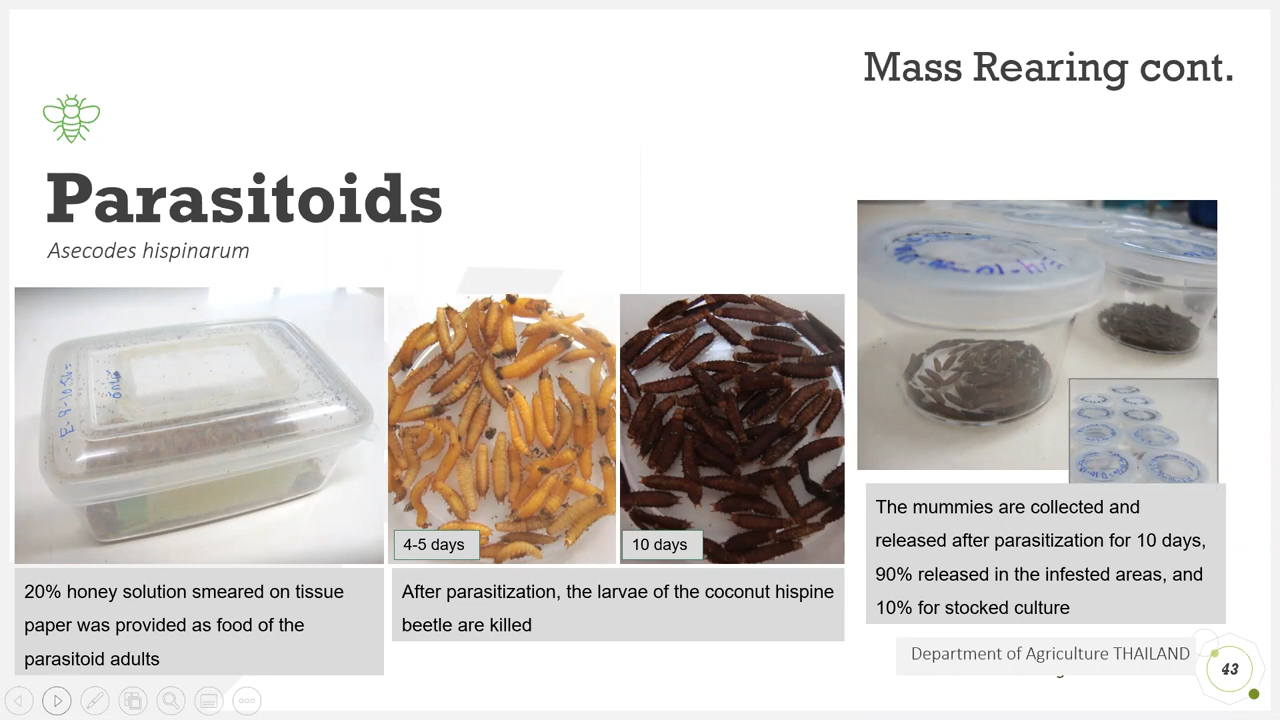 Mass Rearing cont.
Parasitoids
Asecodes hispinarum
4-5 days
10 days
20% honey solution smeared on tissue
paper was provided as food of the
parasitoid adults
After parasitization, the larvae of the coconut hispine
beetle are killed
The mummies are collected and
released after parasitization for 10 days,
90% released in the infested areas, and
10% for stocked culture
Department of Agriculture THAILAND
43